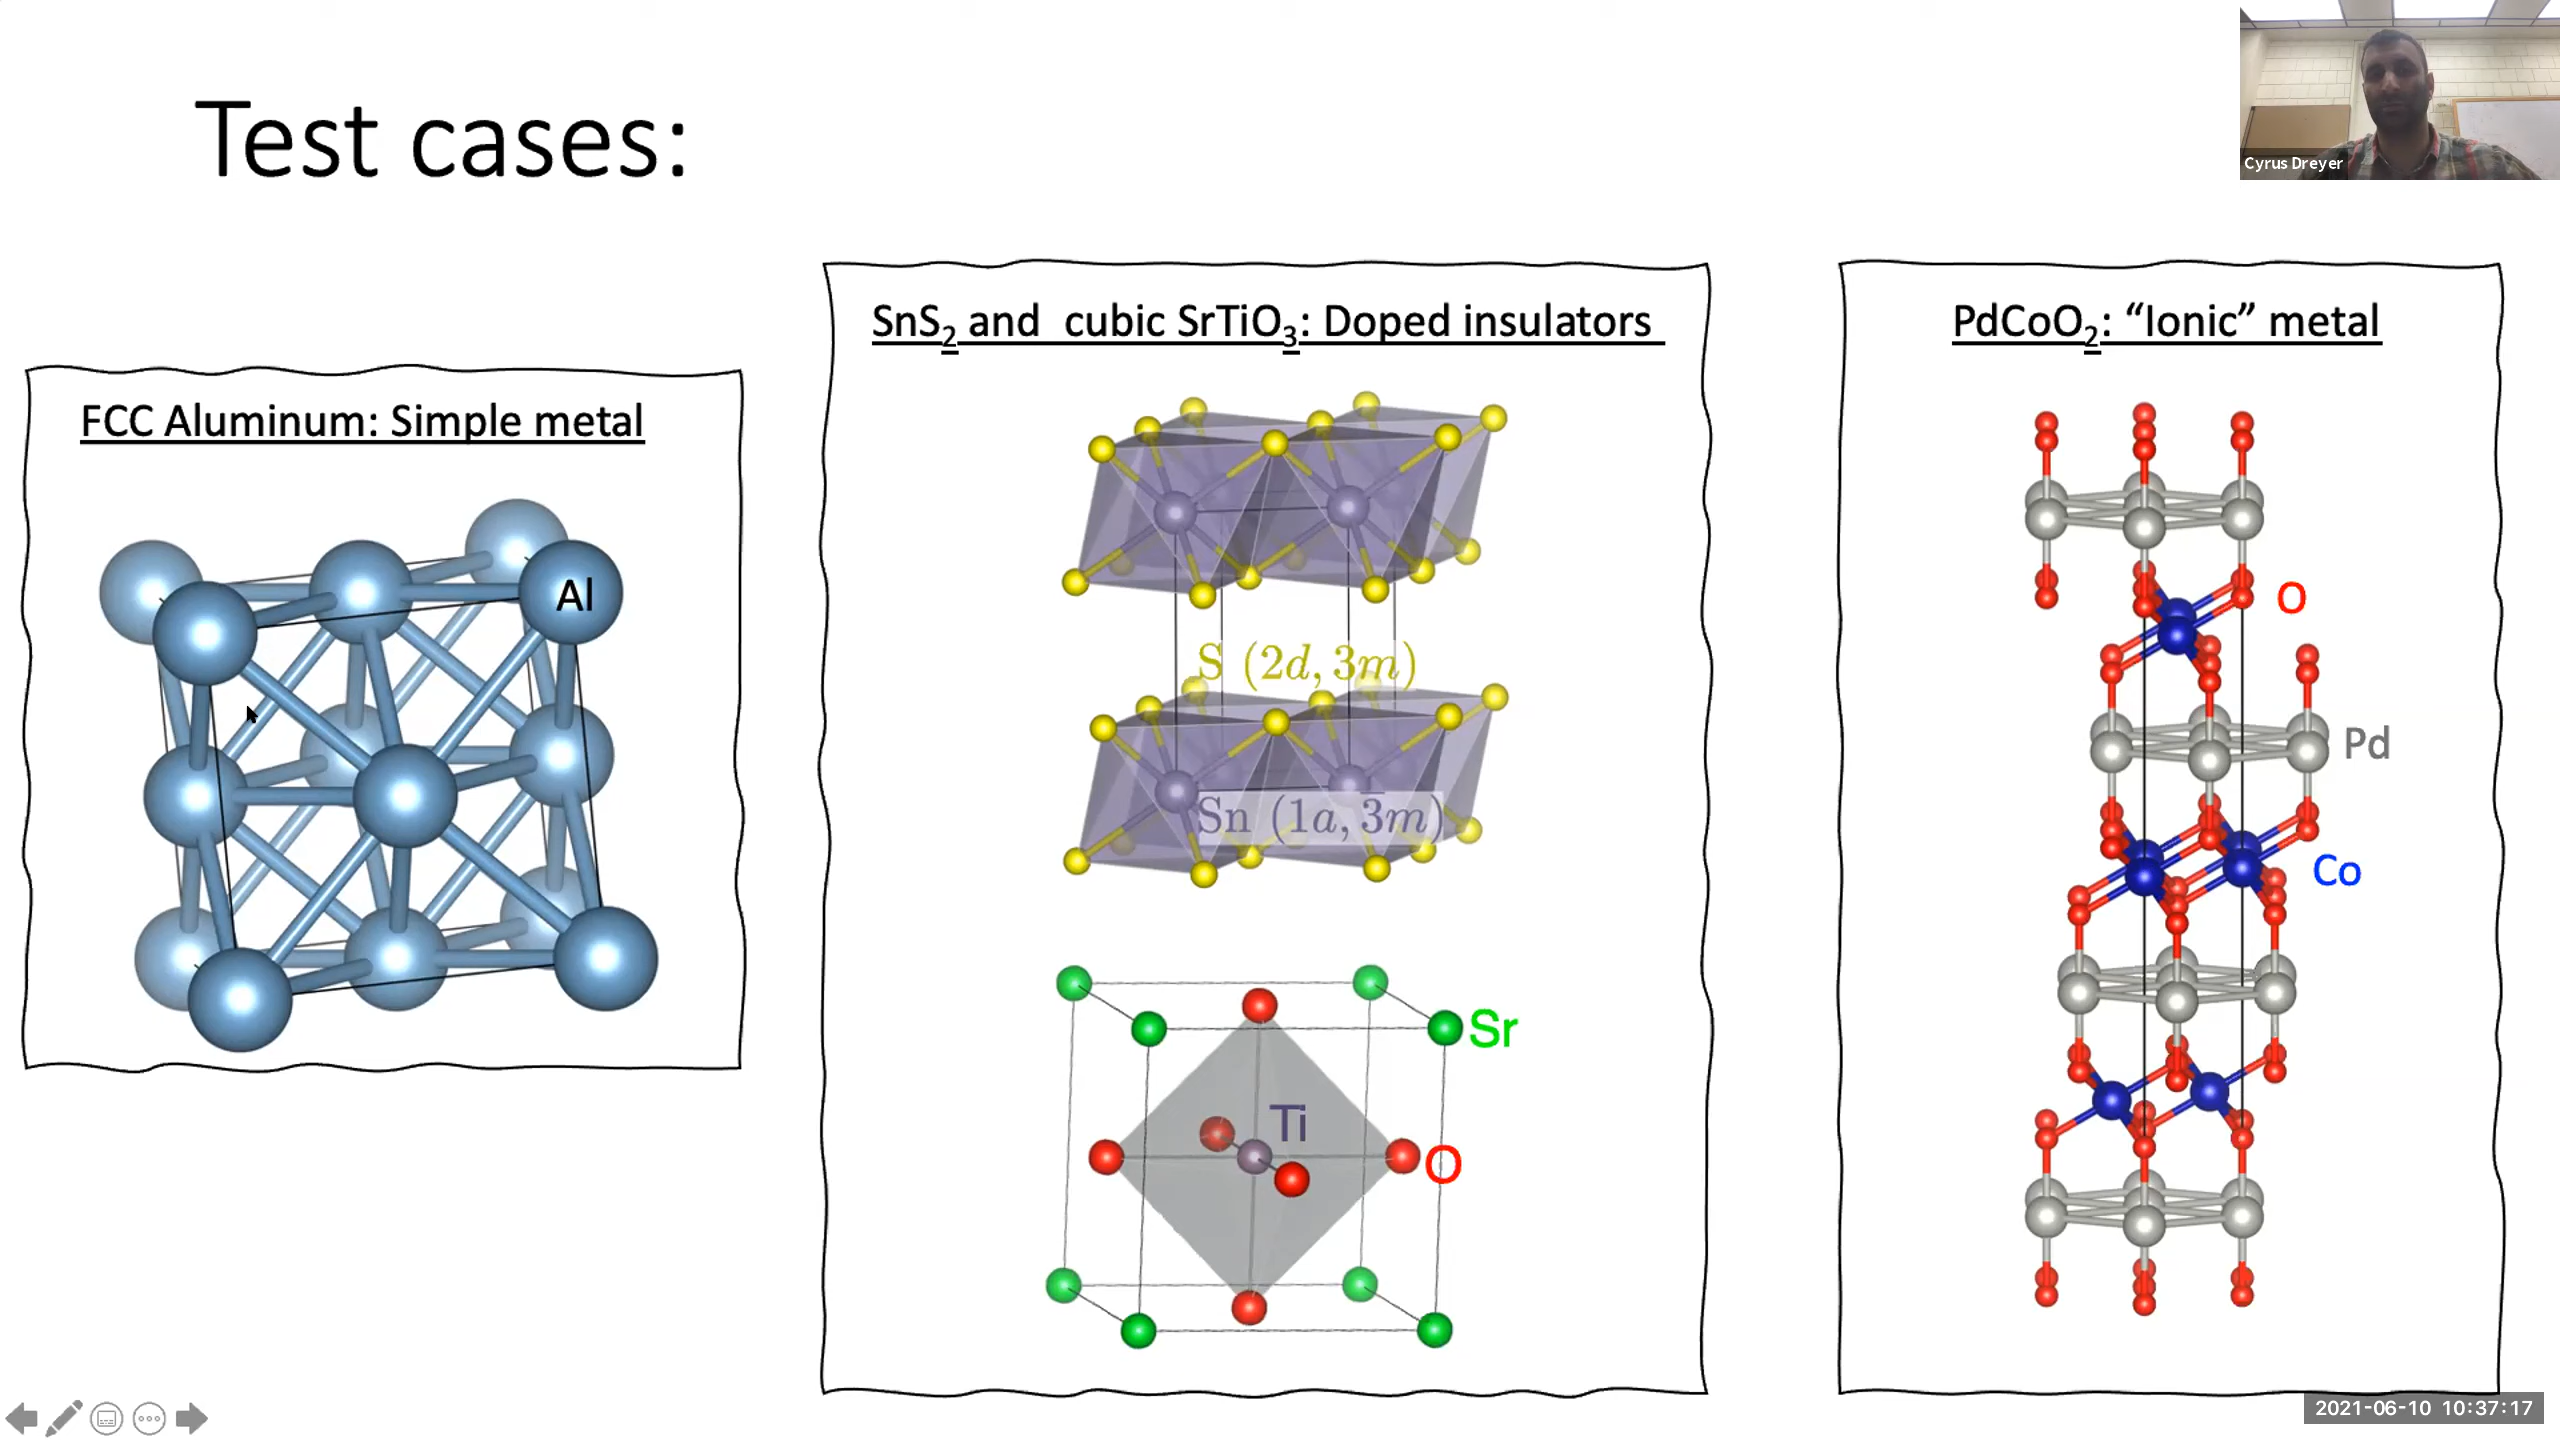 Test cases:
Cyrus Dreyer
FCC Aluminum: Simple metal
Al
SnS2 and cubic SrTiO3: Doped insulators
S (2d, 3m)
Sn (1a, 3̄m)
Sr
Ti
O
PdCoO2: “Ionic” metal
O
Pd
Co
2021-06-10 10:37:17